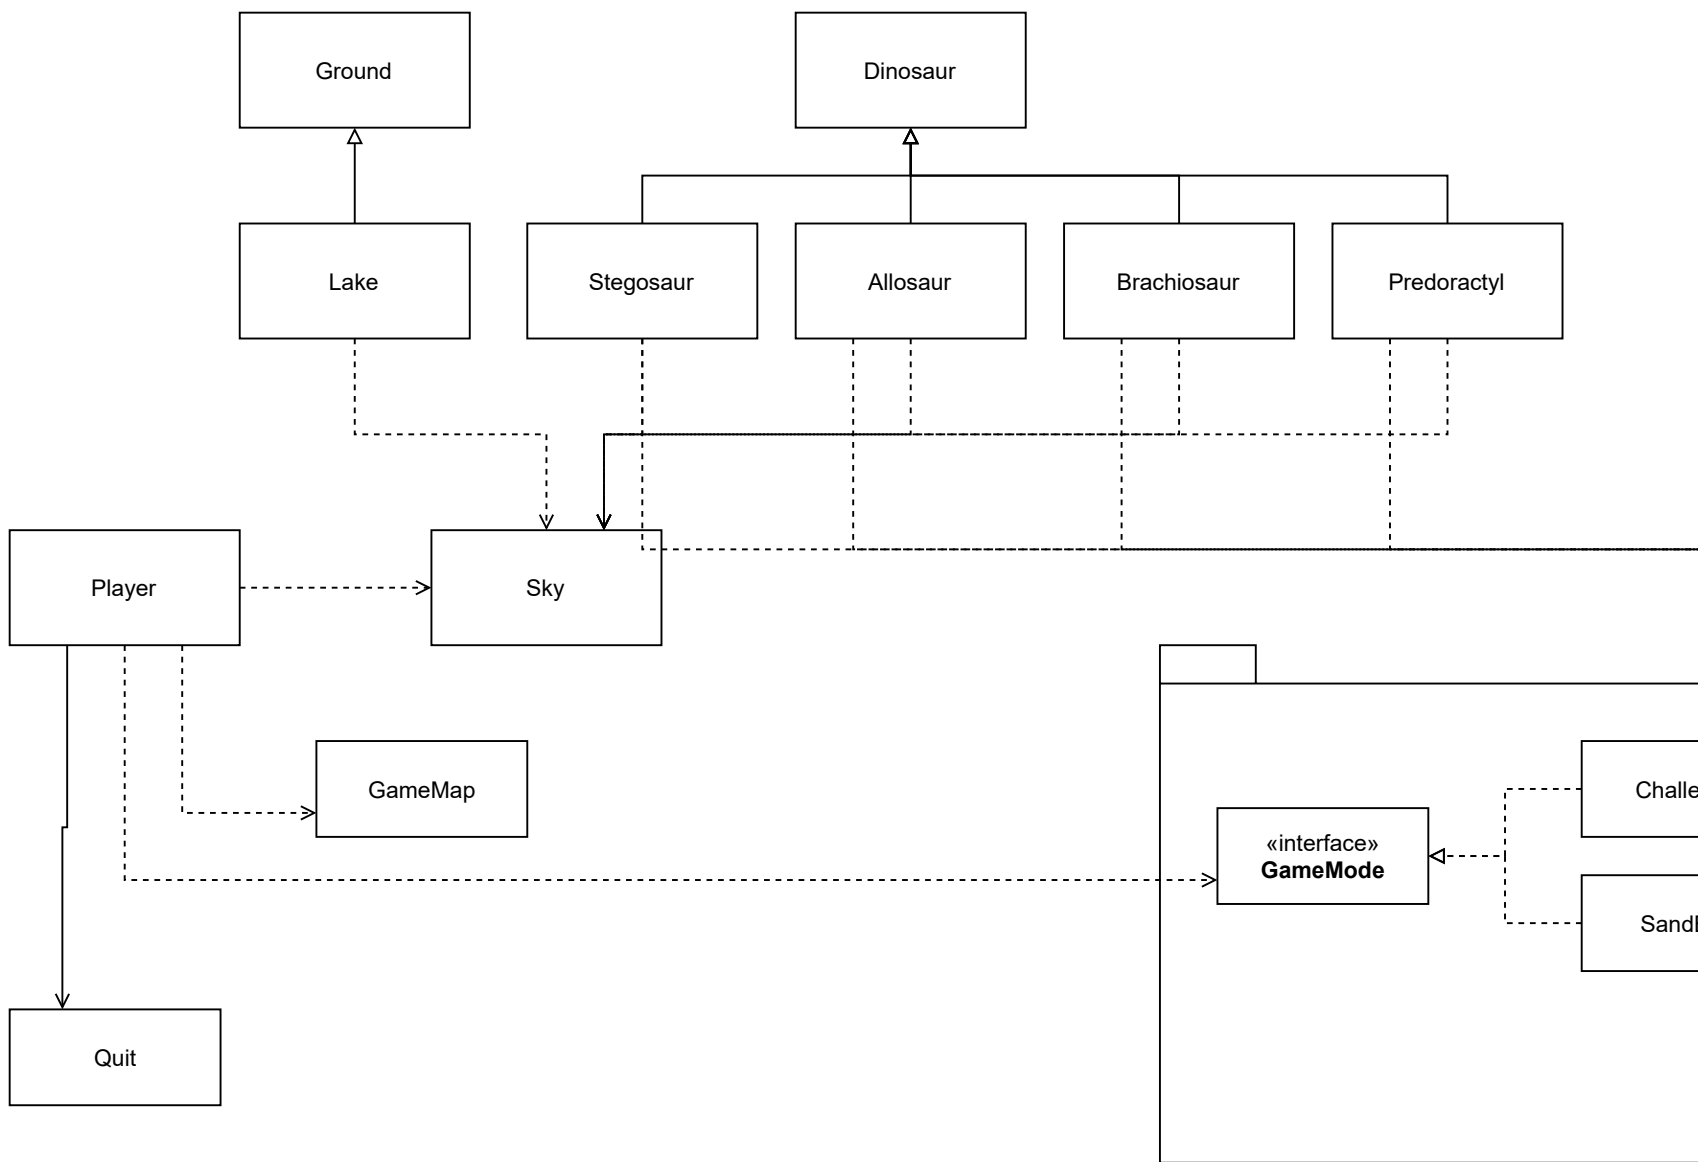 Ground
Dinosaur
Lake
Stegosaur
Allosaur
Brachiosaur
Predoractyl
Player
Sky
GameMap
«interface»
GameMode
Quit